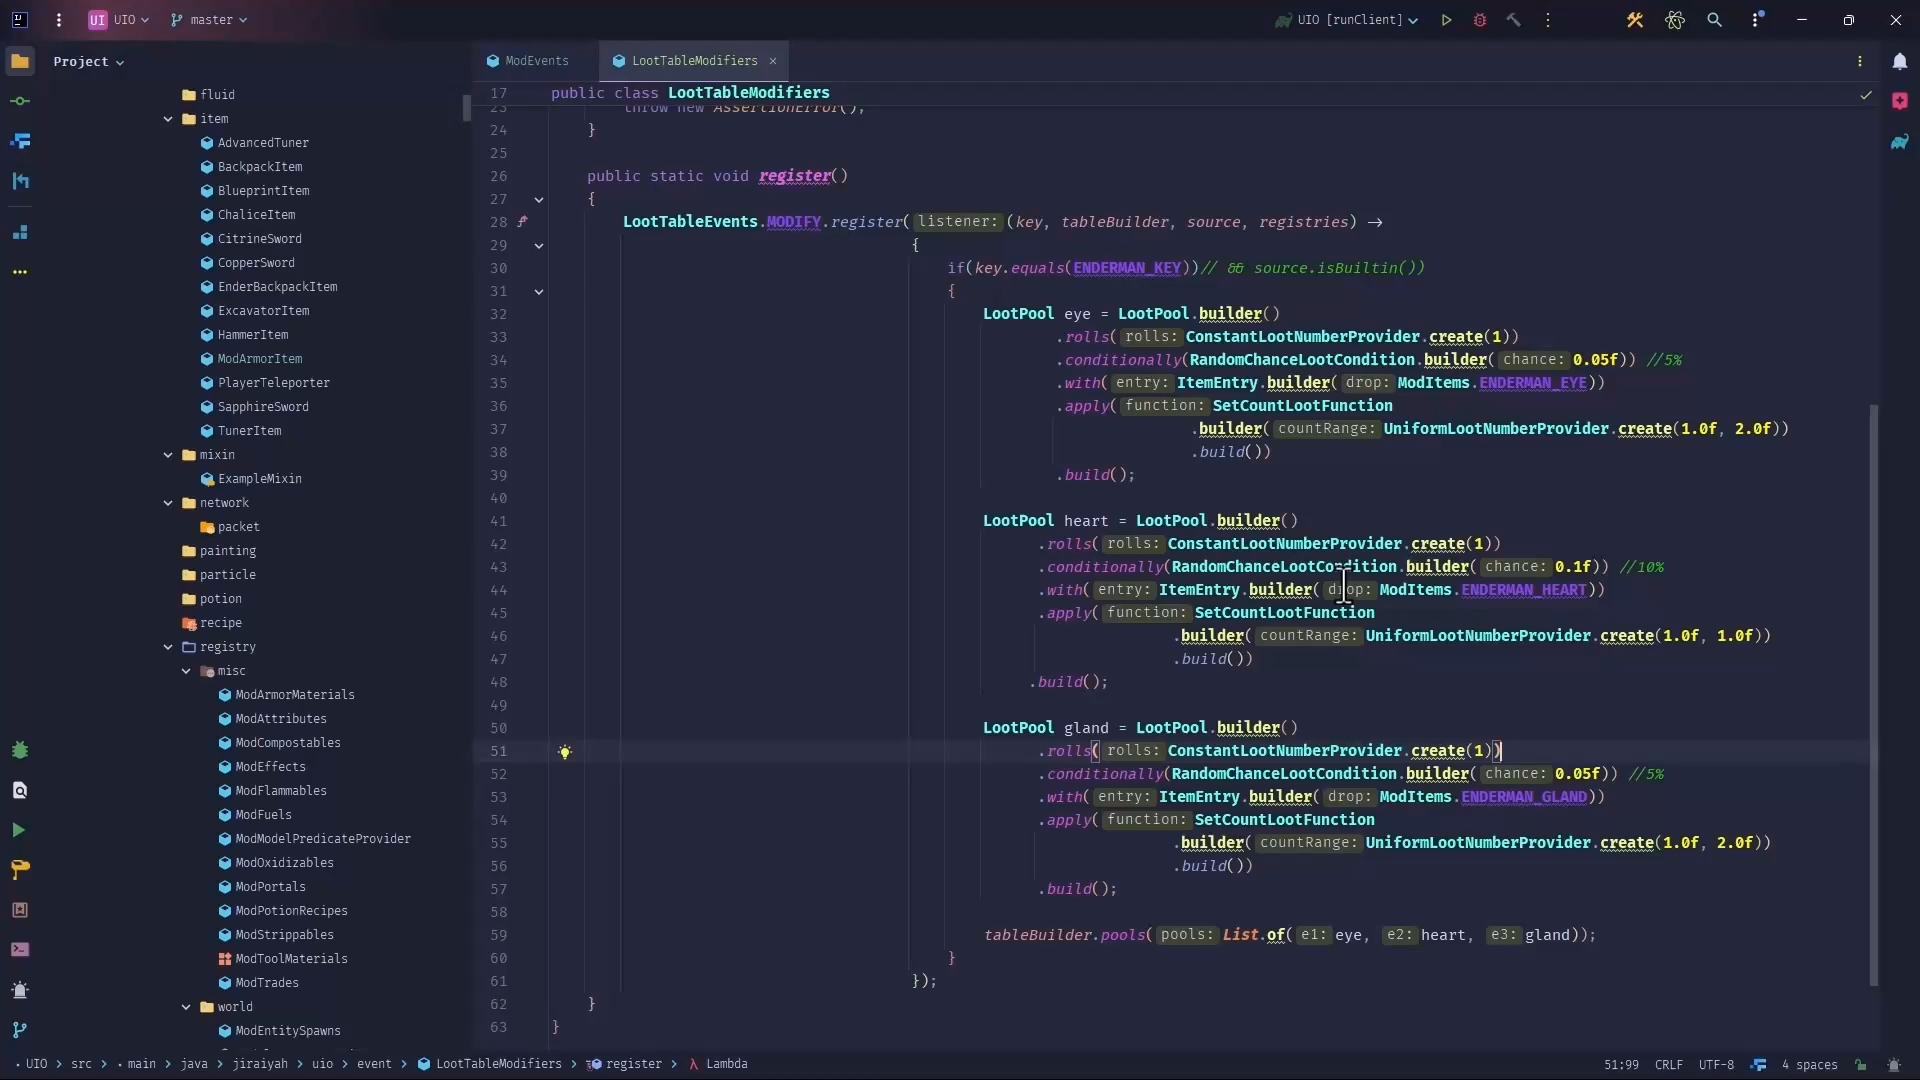 UI UIO master UIO [runClient]
Project
ModEvents LootTableModifiers
fluid
item
AdvancedTuner
BackpackItem
BlueprintItem
ChaliceItem
CitrineSword
CopperSword
EnderBackpackItem
ExcavatorItem
HammerItem
ModArmorItem
PlayerTeleporter
SapphireSword
TunerItem
mixin
ExampleMixin
network
packet
painting
particle
potion
recipe
registry
misc
ModArmorMaterials
ModAttributes
ModCompostables
ModEffects
ModFlammables
ModFuels
ModModelPredicateProvider
ModOxidizables
ModPortals
ModPotionRecipes
ModStrippables
ModToolMaterials
ModTrades
world
ModEntitySpawns
17 public class LootTableModifiers
23 throw new AssertionError();
24 }
25
26 public static void register()
27 {
28 LootTableEvents.MODIFY.register( listener: (key, tableBuilder, source, registries) →
29 {
30 if(key.equals(ENDERMAN_KEY))// && source.isBuiltin())
31 {
32 LootPool eye = LootPool.builder()
33 .rolls( rolls: ConstantLootNumberProvider.create(1))
34 .conditionally(RandomChanceLootCondition.builder( chance: 0.05f)) //5%
35 .with( entry: ItemEntry.builder( drop: ModItems.ENDERMAN_EYE))
36 .apply( function: SetCountLootFunction
37 .builder( countRange: UniformLootNumberProvider.create(1.0f, 2.0f))
38 .build())
39 .build();
40
41 LootPool heart = LootPool.builder()
42 .rolls( rolls: ConstantLootNumberProvider.create(1))
43 .conditionally(RandomChanceLootCondition.builder( chance: 0.1f)) //10%
44 .with( entry: ItemEntry.builder( drop: ModItems.ENDERMAN_HEART))
45 .apply( function: SetCountLootFunction
46 .builder( countRange: UniformLootNumberProvider.create(1.0f, 1.0f))
47 .build())
48 .build();
49
50 LootPool gland = LootPool.builder()
51 .rolls( rolls: ConstantLootNumberProvider.create(1))
52 .conditionally(RandomChanceLootCondition.builder( chance: 0.05f)) //5%
53 .with( entry: ItemEntry.builder( drop: ModItems.ENDERMAN_GLAND))
54 .apply( function: SetCountLootFunction
55 .builder( countRange: UniformLootNumberProvider.create(1.0f, 2.0f))
56 .build())
57 .build();
58
59 tableBuilder.pools( pools: List.of( e1: eye, e2: heart, e3: gland));
60 }
61 });
62 }
63 }
UIO > src > main > java > jiraiyah > uio > event > LootTableModifiers > register > λ Lambda
51:99 CRLF UTF-8 4 spaces